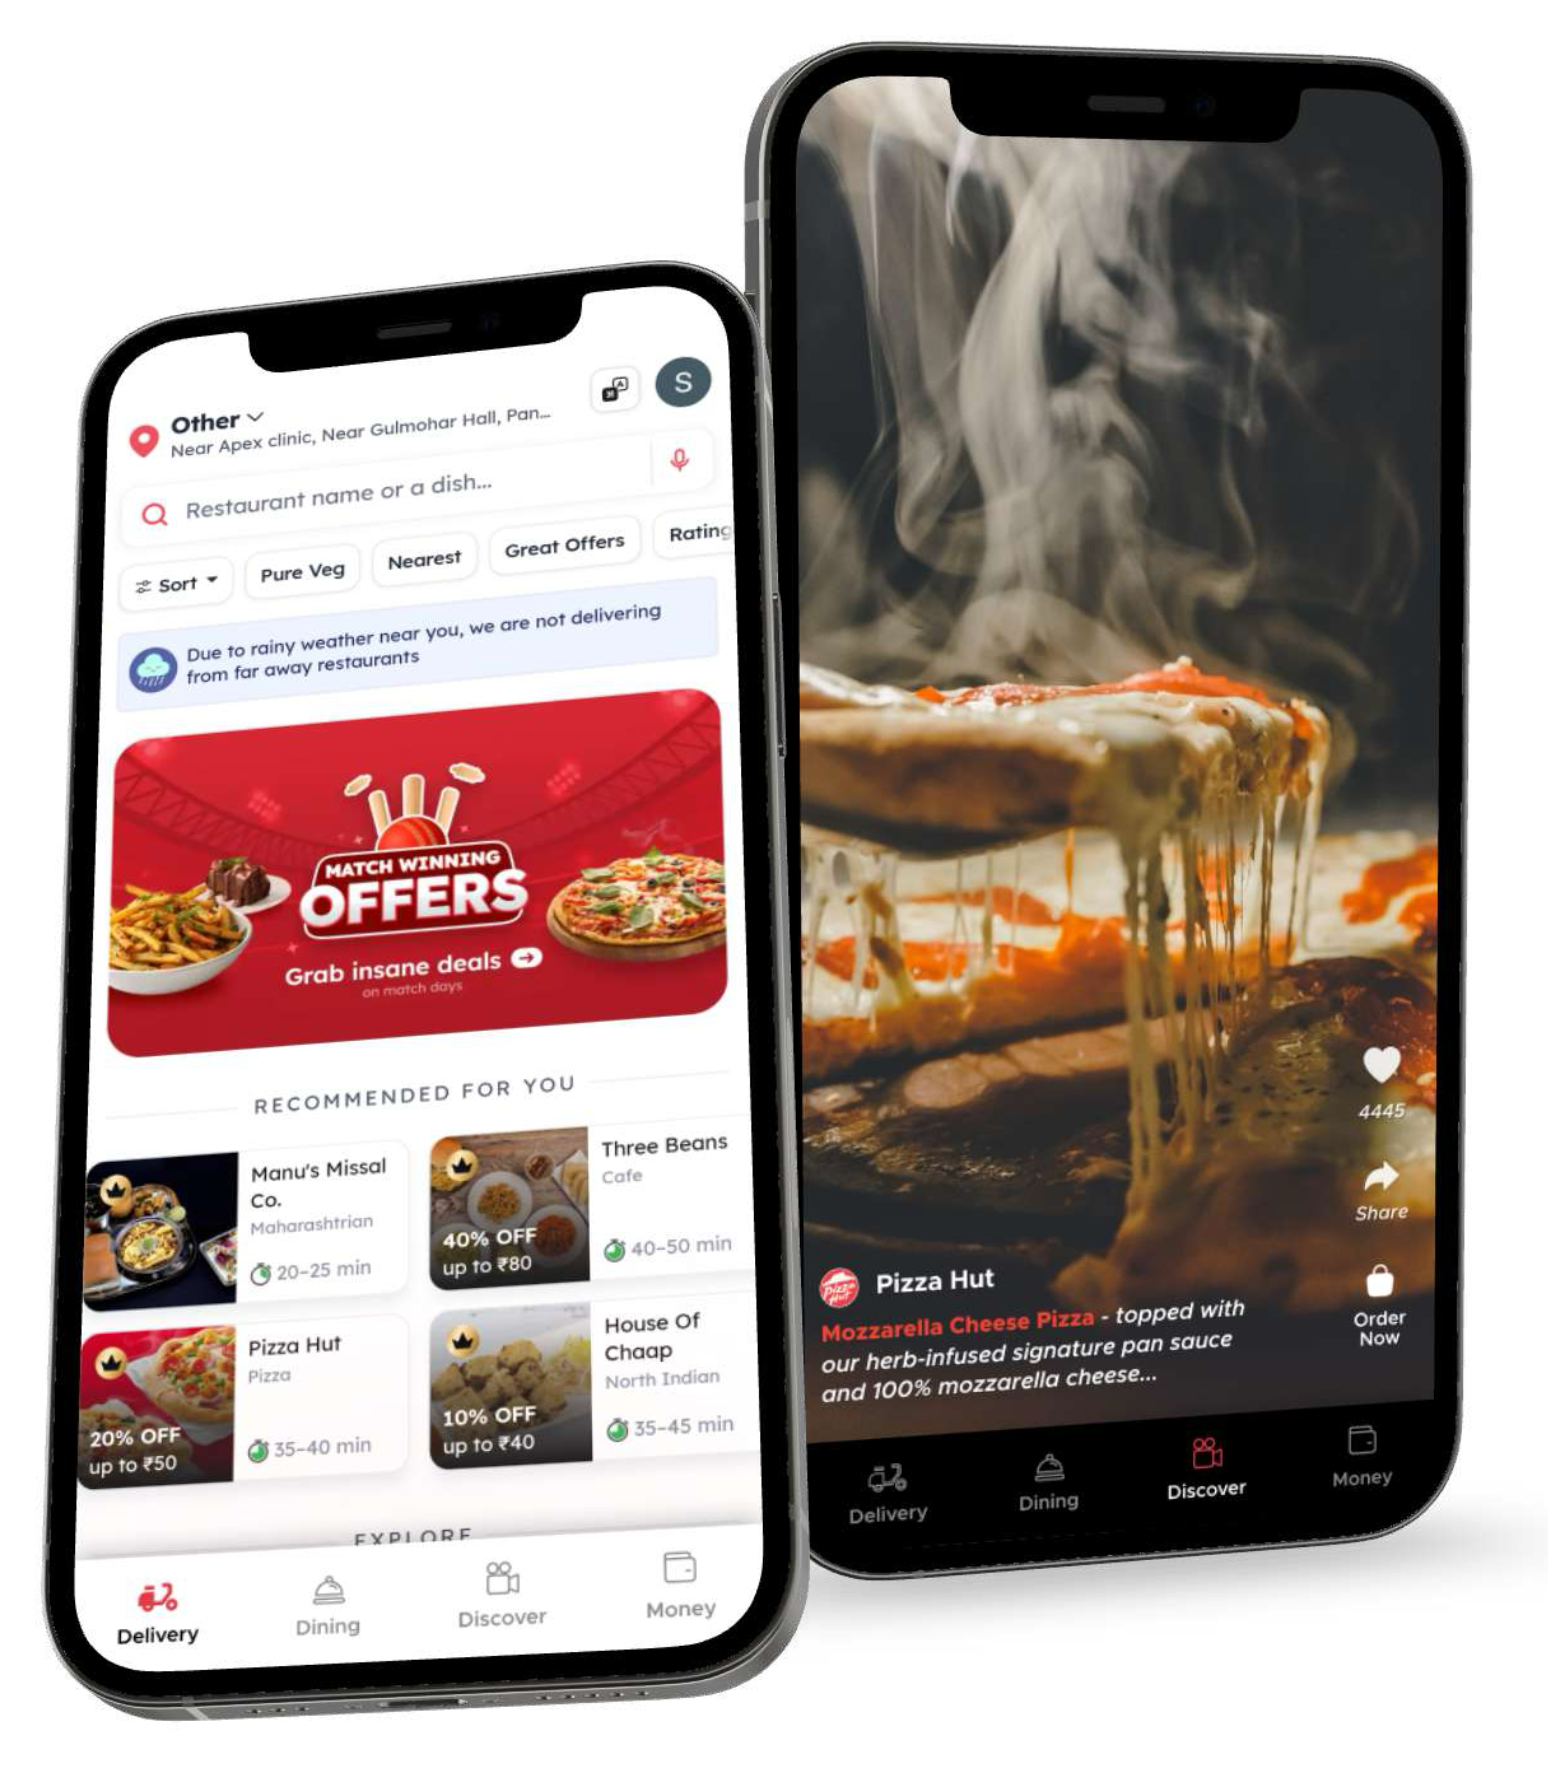 Other
Near Apex clinic, Near Gulmohar Hall, Pan...
S
Restaurant name or a dish...
Sort
Pure Veg
Nearest
Great Offers
Rating
Due to rainy weather near you, we are not delivering
from far away restaurants
MATCH WINNING
OFFERS
Grab insane deals
on match days
RECOMMENDED FOR YOU
Manu's Missal
Co.
Maharashtrian
20-25 min
Three Beans
Cafe
40% OFF
up to ₹80
40-50 min
Pizza Hut
Pizza
20% OFF
up to ₹50
35-40 min
House Of
Chaap
North Indian
10% OFF
up to ₹40
35-45 min
EXPLORE
Delivery
Dining
Discover
Money
4445
Share
Order
Now
Pizza Hut
Pizza Hut
Mozzarella Cheese Pizza - topped with
our herb-infused signature pan sauce
and 100% mozzarella cheese...
Delivery
Dining
Discover
Money